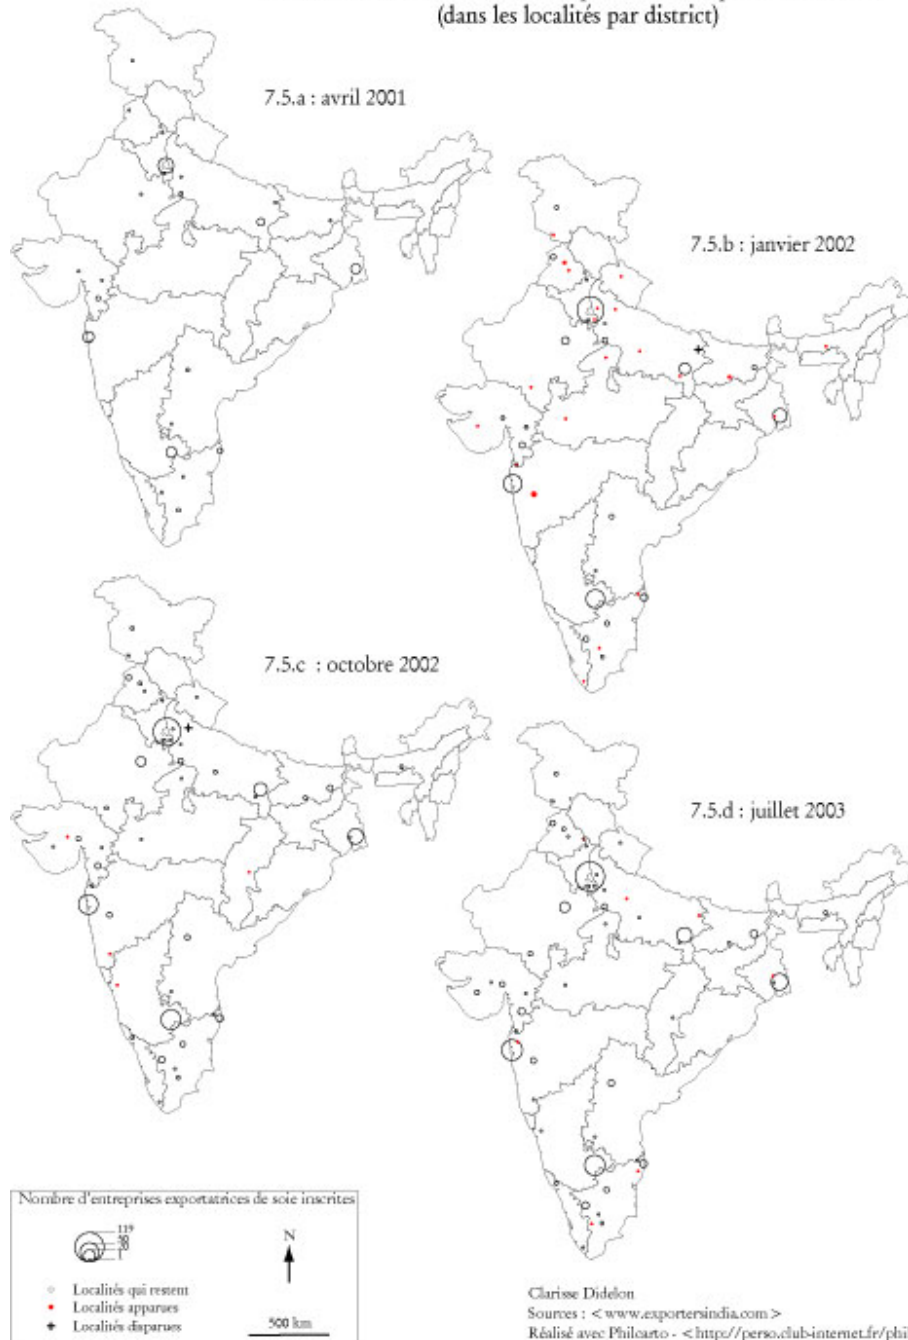 (dans les localités par district)
7.5.a : avril 2001
7.5.b : janvier 2002
7.5.c : octobre 2002
7.5.d : juillet 2003
Nombre d'entreprises exportatrices de soie inscrites
119
1
N
Localités qui restent
Localités apparues
Localités disparues
500 km
Clarisse Didelon
Sources : < www.exportersindia.com >
Réalisé avec Philcarto - < http://perso.club-internet.fr/phi